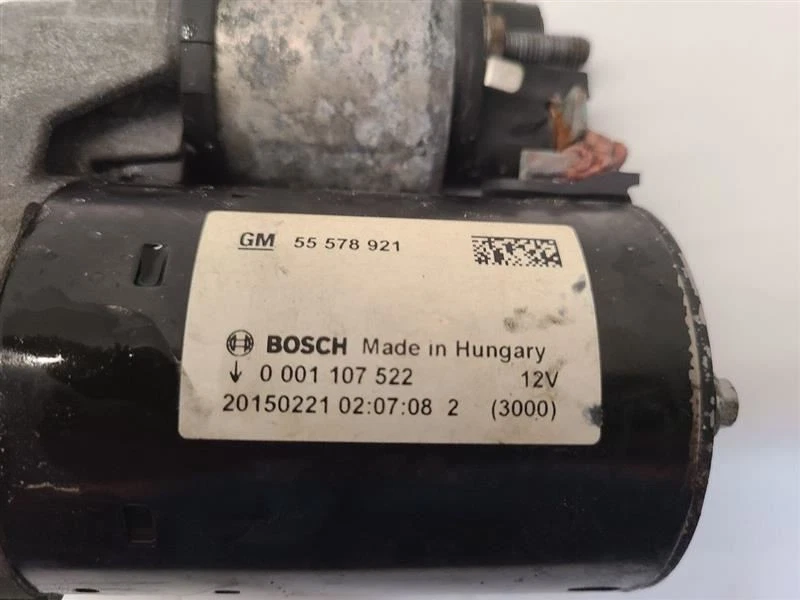 GM 55 578 921
BOSCH Made in Hungary
↓ 0 001 107 522 12V
20150221 02:07:08 2 (3000)